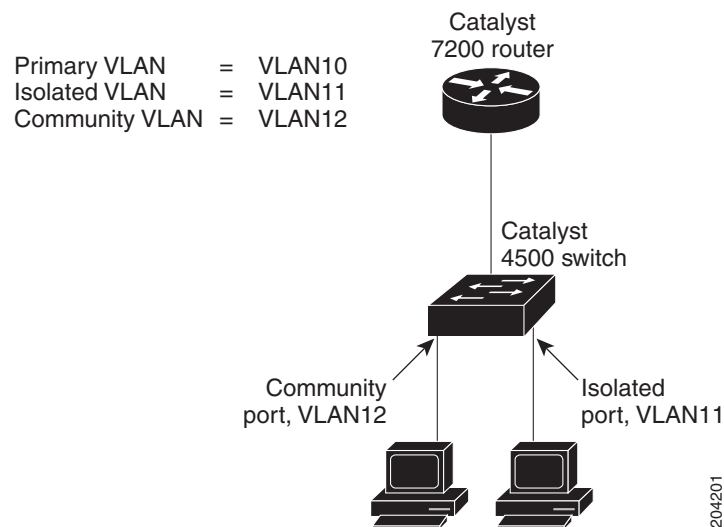 Catalyst
7200 router
Primary VLAN = VLAN10
Isolated VLAN = VLAN11
Community VLAN = VLAN12
Catalyst
4500 switch
Community
port, VLAN12
Isolated
port, VLAN11
204201